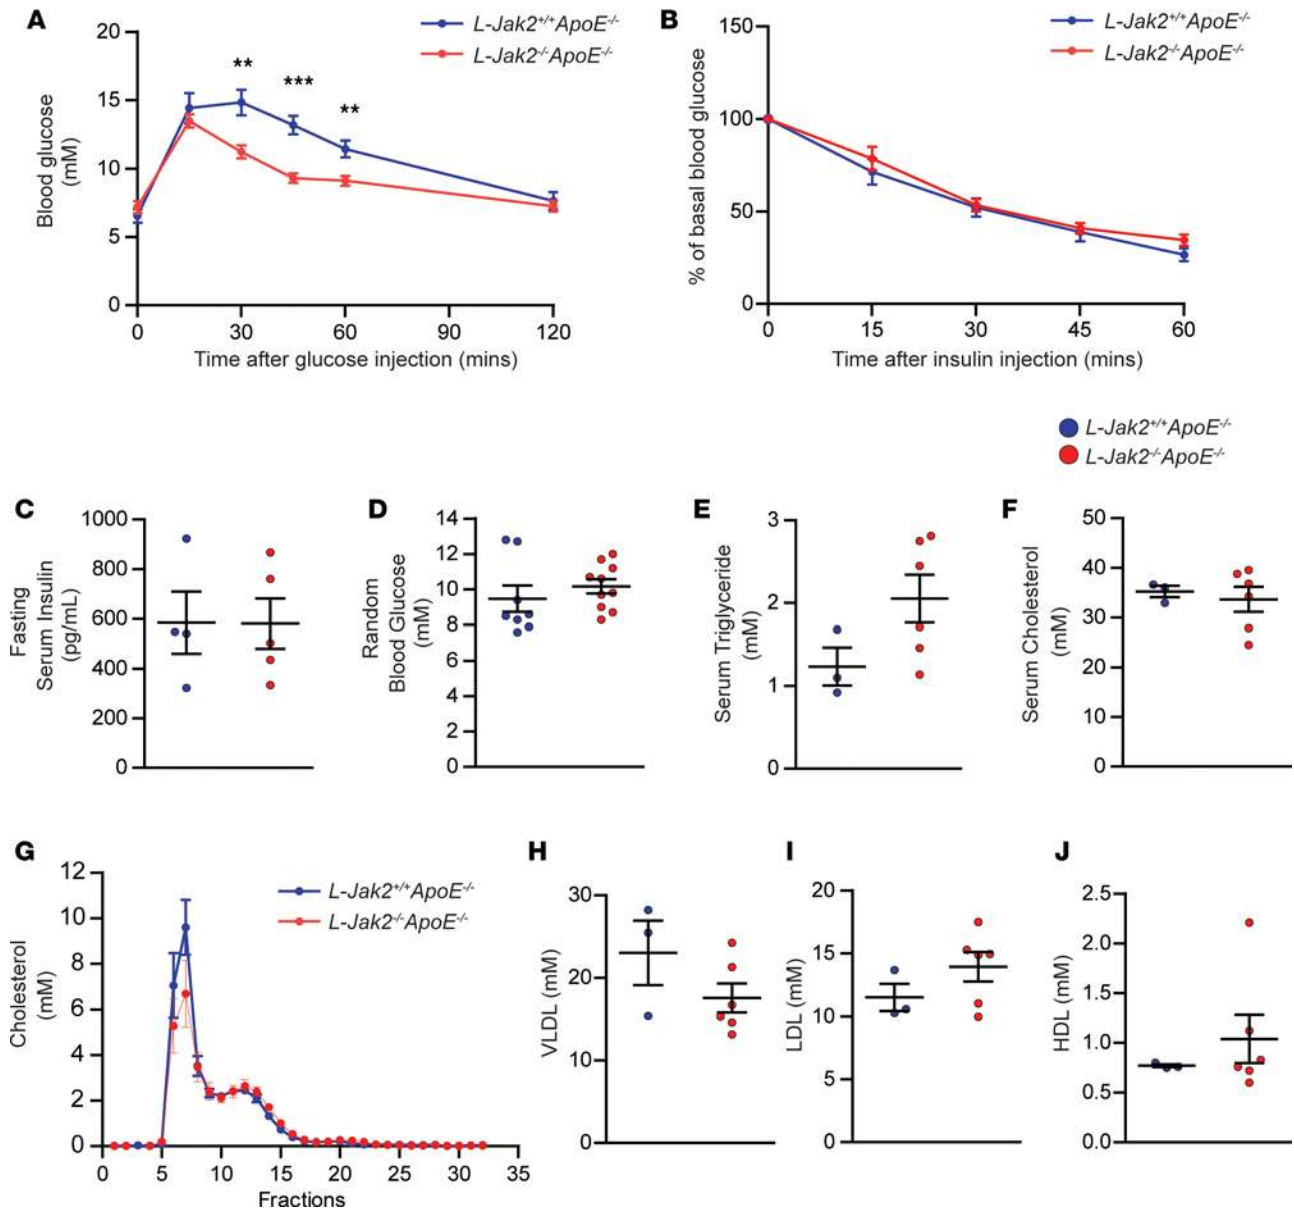 A
L-Jak2+/+ApoE-/-
L-Jak2-/-ApoE-/-
20
15
10
5
0
Blood glucose
(mM)
**
***
**
0
30
60
90
120
Time after glucose injection (mins)
B
L-Jak2+/+ApoE-/-
L-Jak2-/-ApoE-/-
150
100
50
0
% of basal blood glucose
0
15
30
45
60
Time after insulin injection (mins)
L-Jak2+/+ApoE-/-
L-Jak2-/-ApoE-/-
C
Fasting
Serum Insulin
(pg/mL)
1000
800
600
400
200
0
D
Random
Blood Glucose
(mM)
14
12
10
8
6
4
2
0
E
Serum Triglyceride
(mM)
3
2
1
0
F
Serum Cholesterol
(mM)
50
40
30
20
10
0
G
Cholesterol
(mM)
12
10
8
6
4
2
0
L-Jak2+/+ApoE-/-
L-Jak2-/-ApoE-/-
0
5
10
15
20
25
30
35
Fractions
H
VLDL (mM)
30
20
10
0
I
LDL (mM)
20
15
10
5
0
J
HDL (mM)
2.5
2.0
1.5
1.0
0.5
0.0